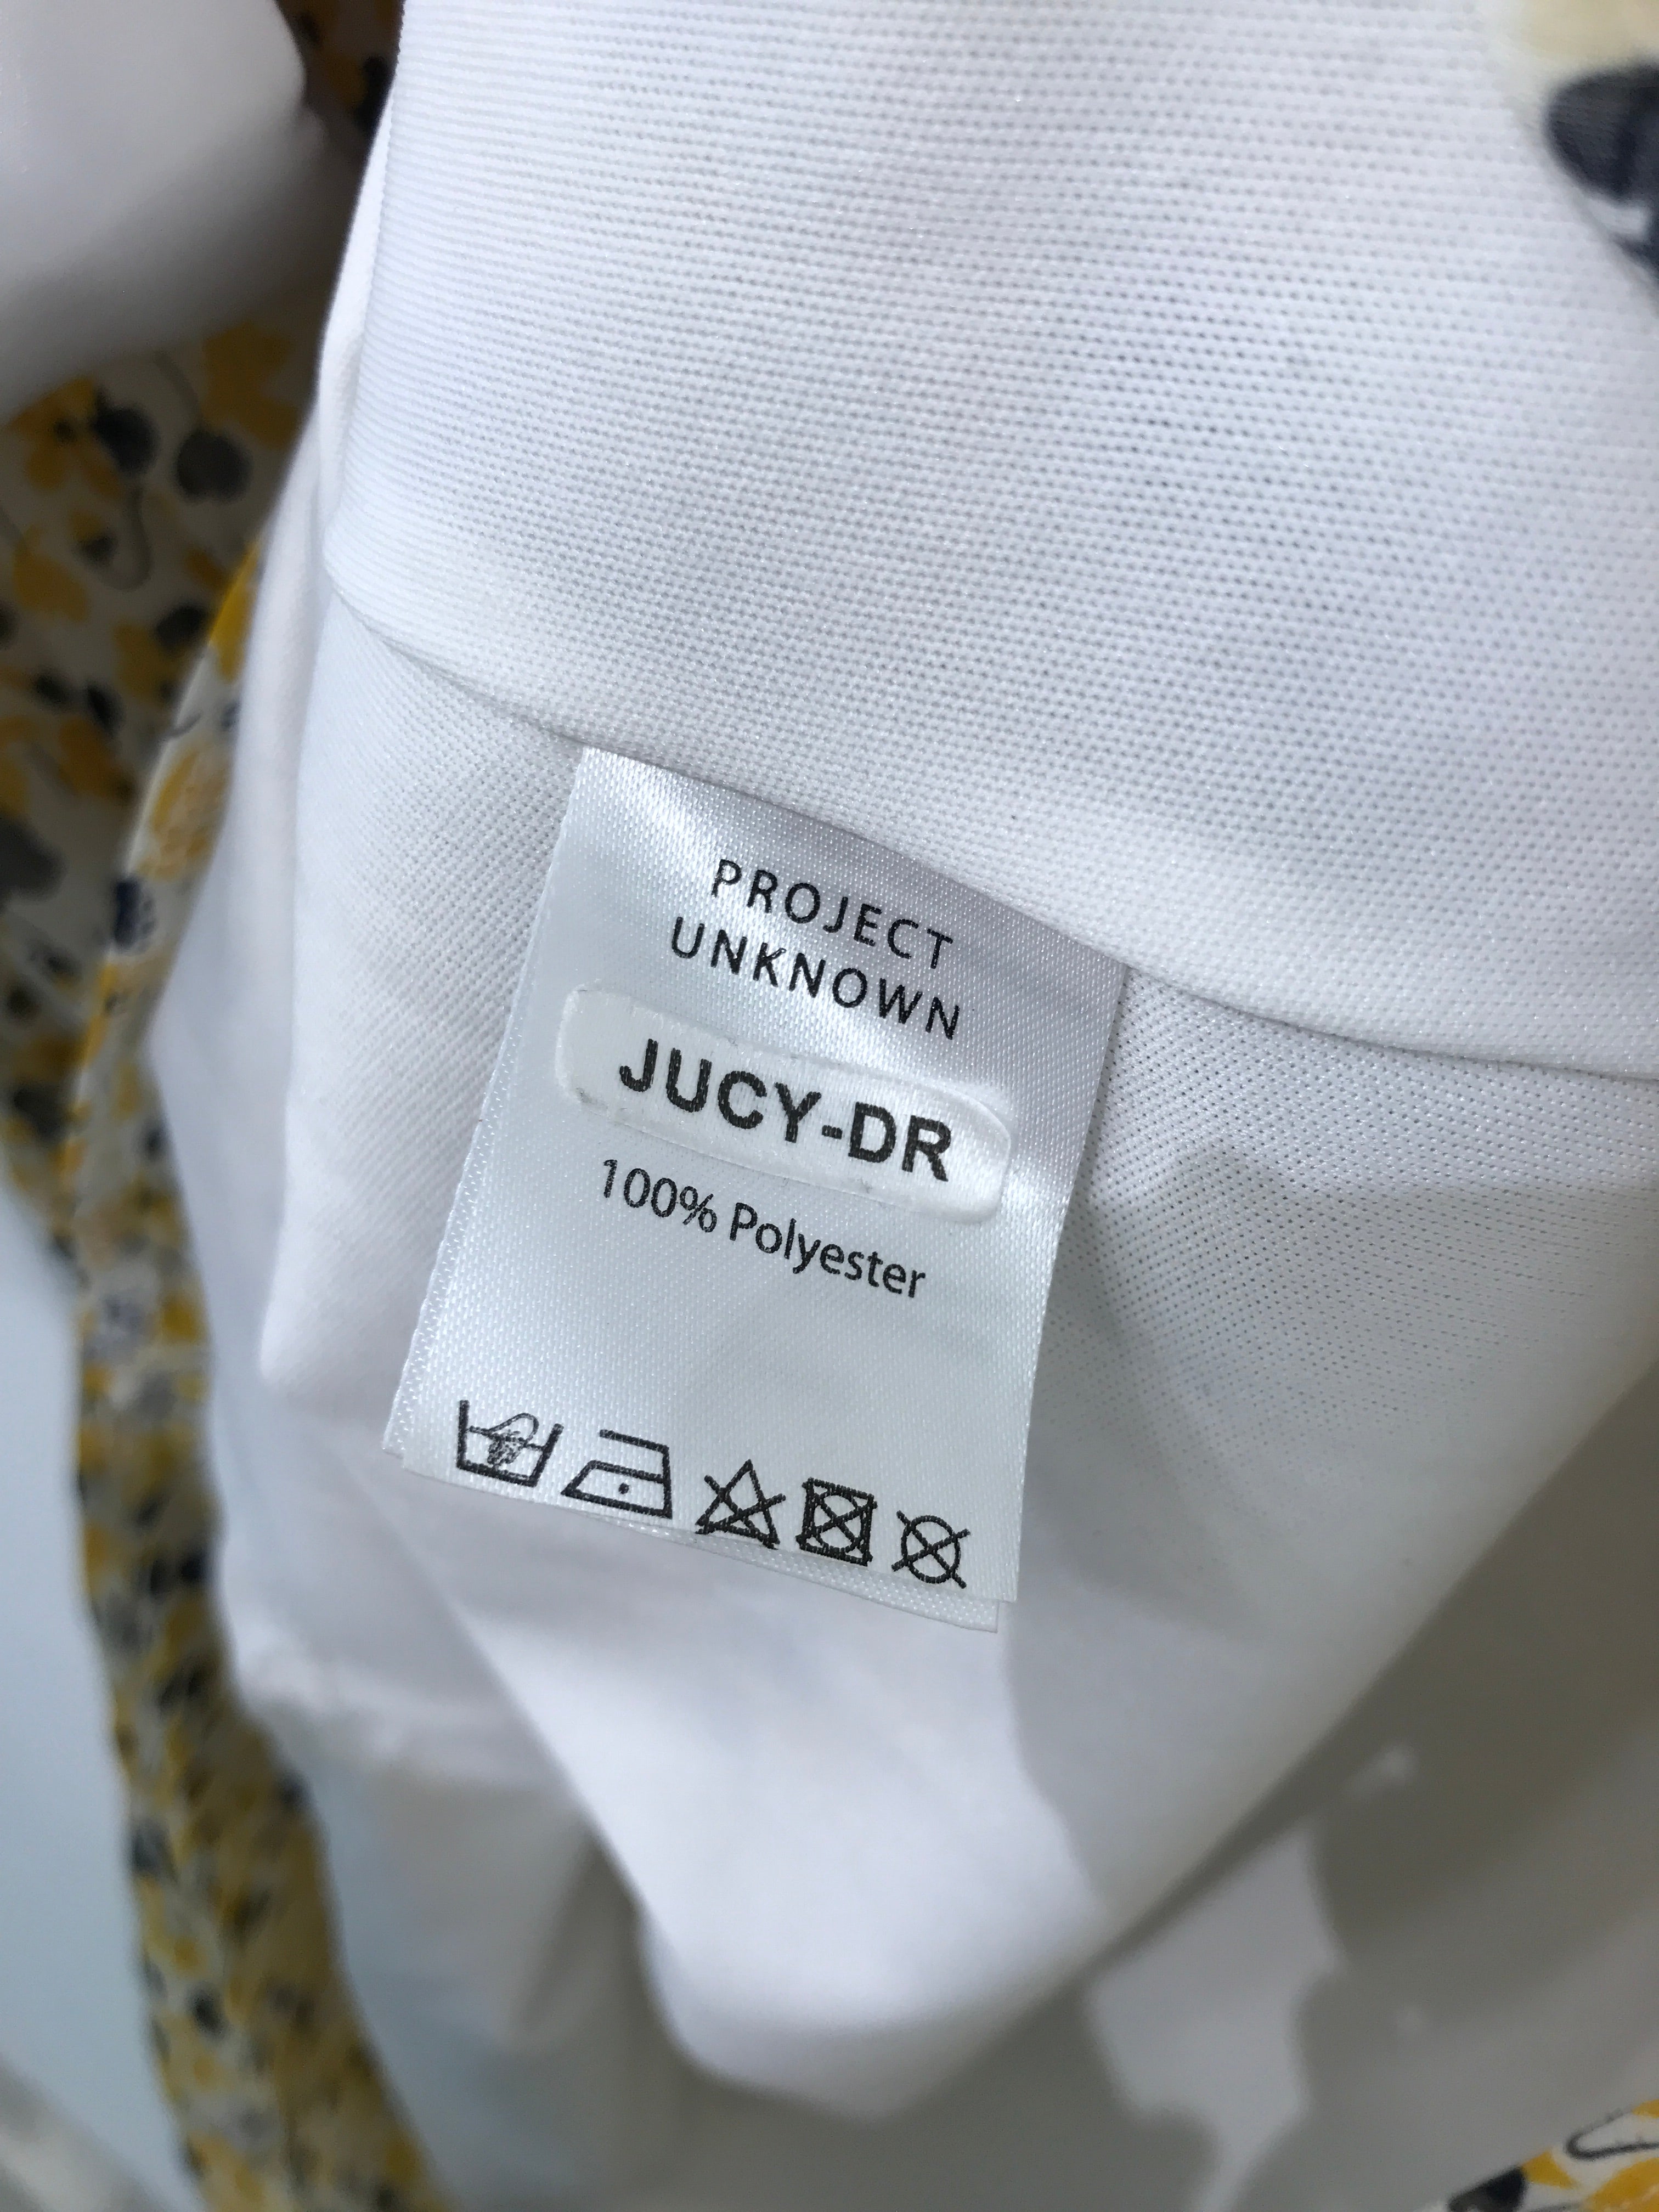 PROJECT
UNKNOWN
JUCY-DR
100% Polyester